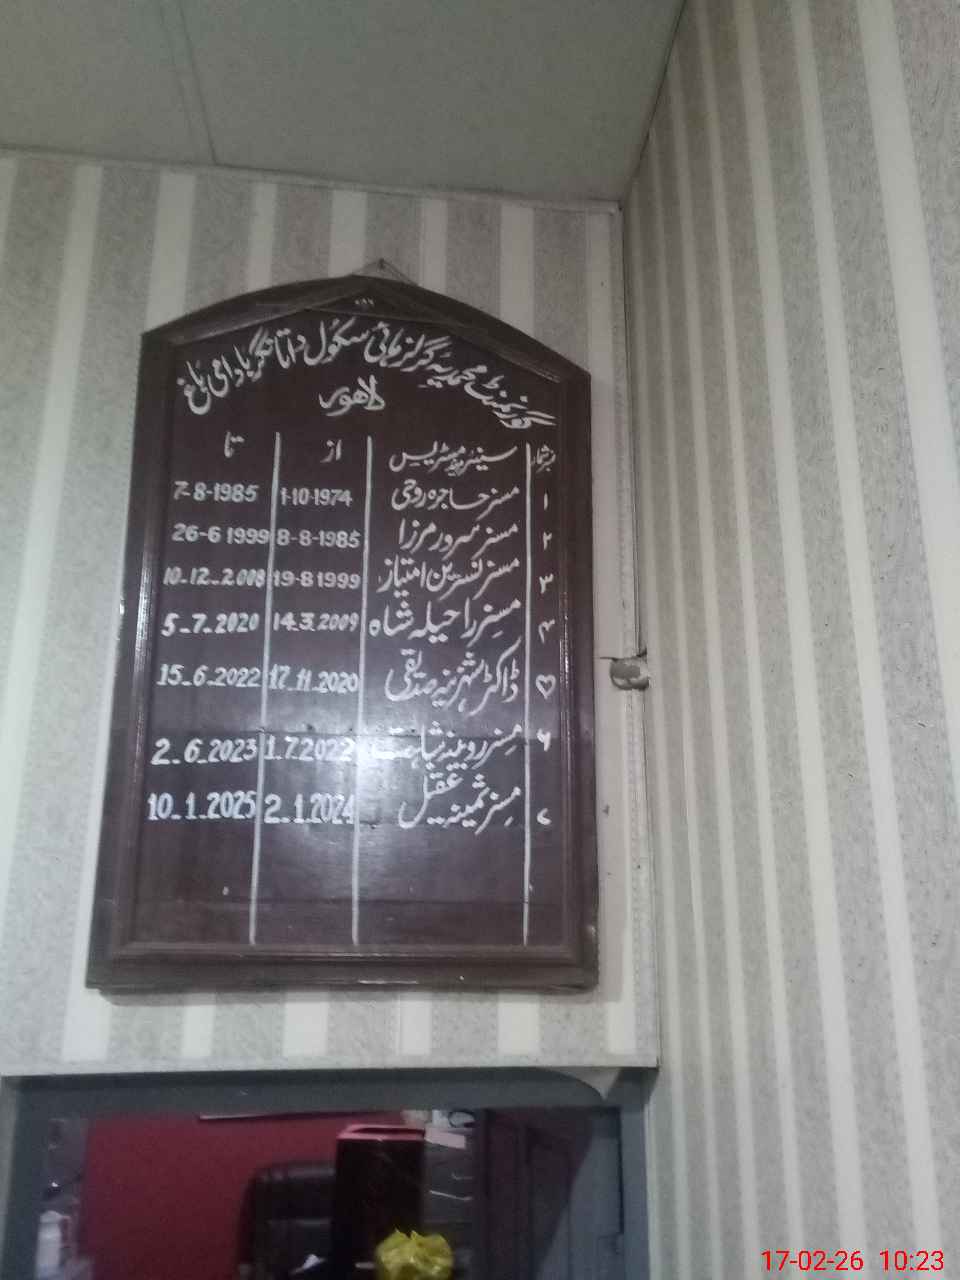 ۷۸۶
گورنمنٹ محمدیہ گرلز ہائی سکول داتا نگر بادامی باغ
لاہور
نمبر شمار سینئر ہیڈ مسٹریس از تا
۱ مسز حاجرہ روحی 1-10-1974 7-8-1985
۲ مسز سرور مرزا 8-8-1985 26-6 1999
۳ مسز نسرین امتیاز 19-8 1999 10.12.2008
۴ مسز راحیلہ شاہ 14.3.2009 5.7.2020
۵ ڈاکٹر شہزینہ صدیقی 17.11.2020 15.6.2022
۶ مسز روبینہ 1.7.2022 2.6.2023
۷ مسز ثمینہ عقیل 2.1.2024 10.1.2025
17-02-26 10:23